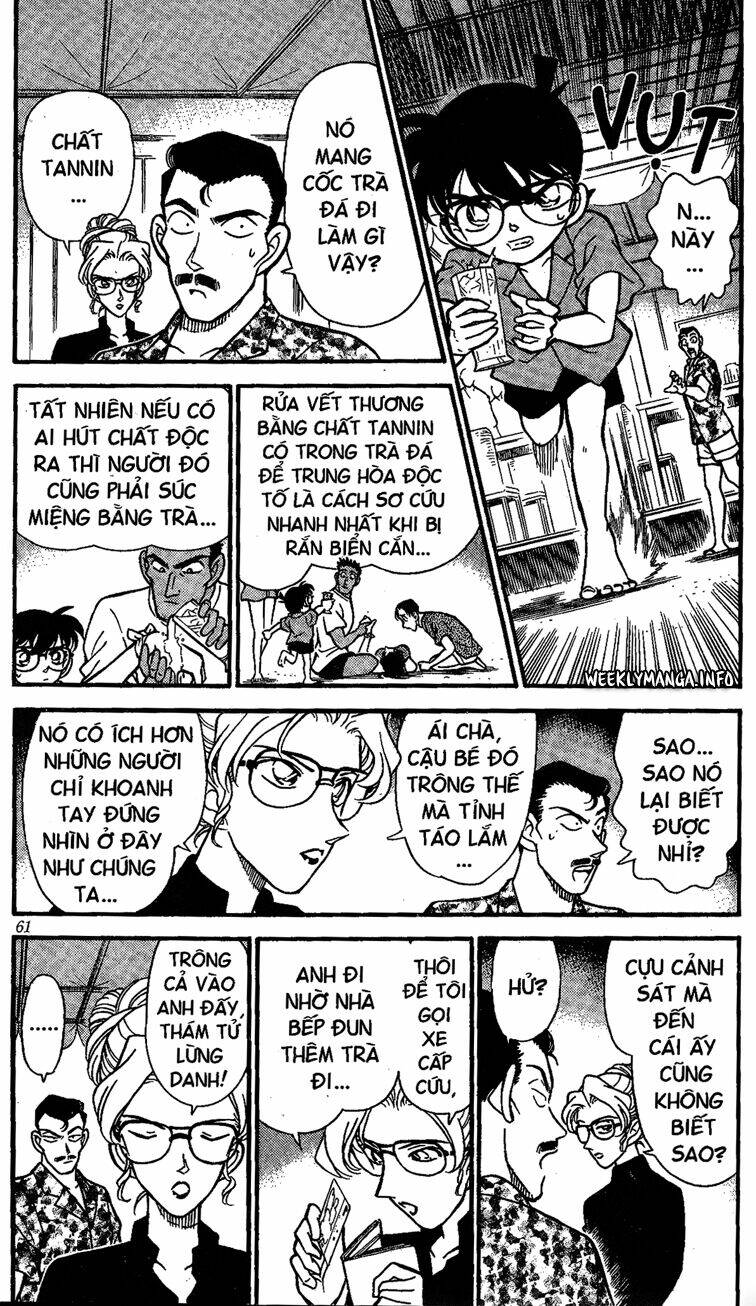 VỤT
N...
NÀY
...
NÓ
MANG
CỐC TRÀ
ĐÁ ĐI
LÀM GÌ
VẬY?
CHẤT
TANNIN
...
RỬA VẾT THƯƠNG
BẰNG CHẤT TANNIN
CÓ TRONG TRÀ ĐÁ
ĐỂ TRUNG HÒA ĐỘC
TỐ LÀ CÁCH SƠ CỨU
NHANH NHẤT KHI BỊ
RẮN BIỂN CẮN...
TẤT NHIÊN NẾU CÓ
AI HÚT CHẤT ĐỘC
RA THÌ NGƯỜI ĐÓ
CŨNG PHẢI SÚC
MIỆNG BẰNG TRÀ...
WEEKLYMANGA.INFO
SAO...
SAO NÓ
LẠI BIẾT
ĐƯỢC
NHỈ?
ÁI CHÀ,
CẬU BÉ ĐÓ
TRÔNG THẾ
MÀ TỈNH
TÁO LẮM
...
NÓ CÓ ÍCH HƠN
NHỮNG NGƯỜI
CHỈ KHOANH
TAY ĐỨNG
NHÌN Ở ĐÂY
NHƯ CHÚNG
TA...
61
CỰU CẢNH
SÁT MÀ
ĐẾN
CÁI ẤY
CŨNG
KHÔNG
BIẾT
SAO?
HỬ?
THÔI
ĐỂ TÔI
GỌI
XE
CẤP
CỨU,
ANH ĐI
NHỜ NHÀ
BẾP ĐUN
THÊM TRÀ
ĐI...
TRÔNG
CẢ VÀO
ANH ĐẤY,
THÁM TỬ
LỪNG
DANH!
.....